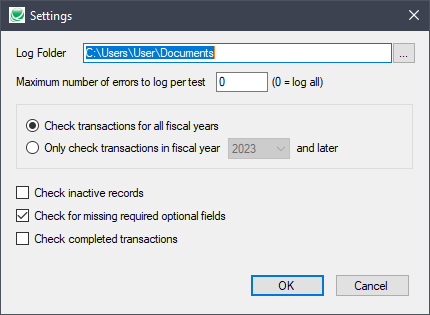 Settings
Log Folder C:\Users\User\Documents ...
Maximum number of errors to log per test 0 (0 = log all)
Check transactions for all fiscal years
Only check transactions in fiscal year 2023 and later
Check inactive records
Check for missing required optional fields
Check completed transactions
OK Cancel